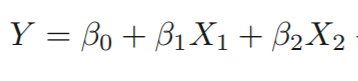 Y = β₀ + β₁X₁ + β₂X₂